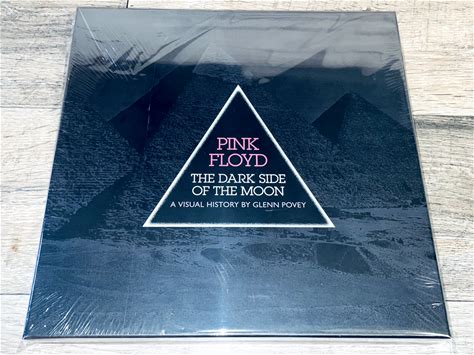 PINK
FLOYD
THE DARK SIDE
OF THE MOON
A VISUAL HISTORY BY GLENN POVEY